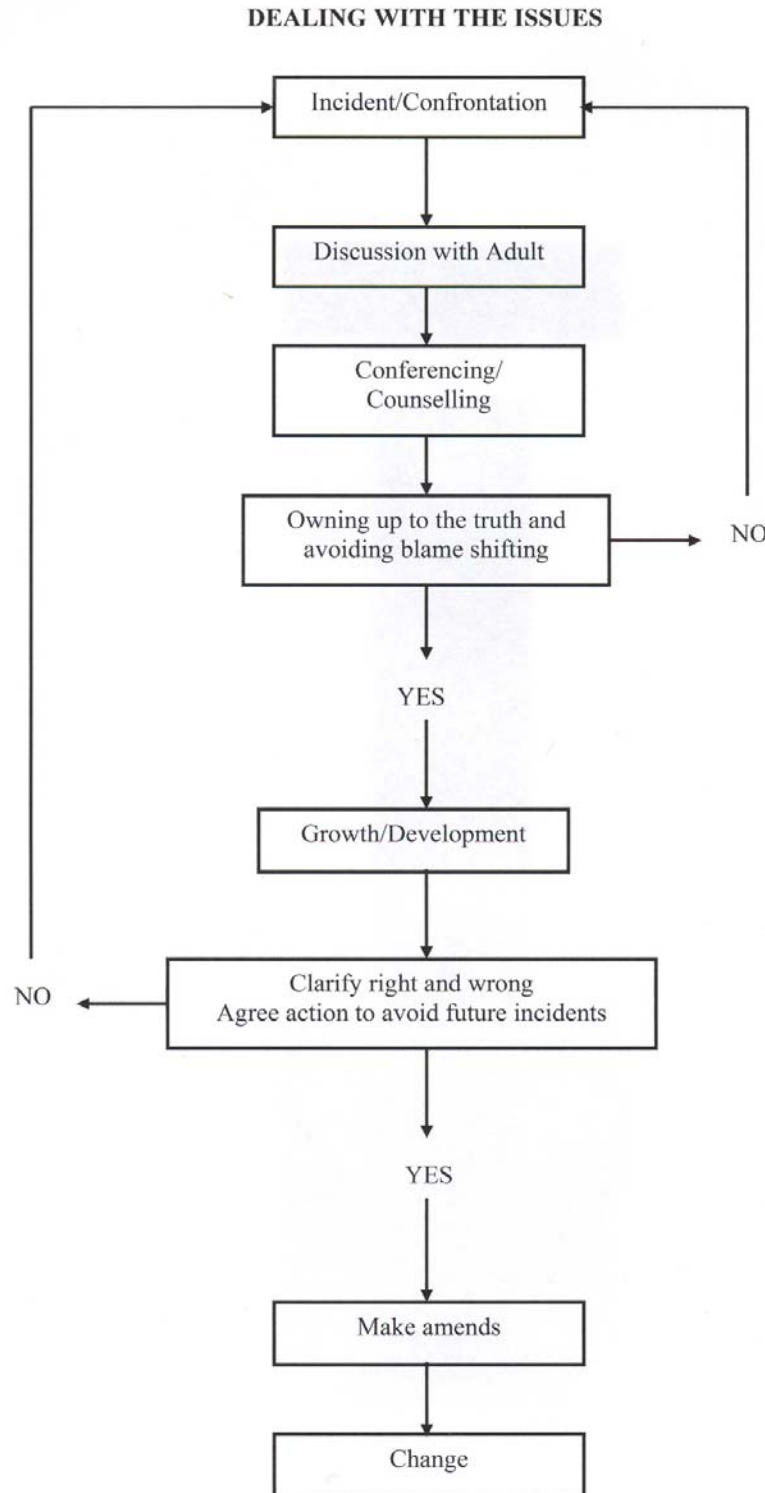 DEALING WITH THE ISSUES
Incident/Confrontation
Discussion with Adult
Conferencing/
Counselling
Owning up to the truth and
avoiding blame shifting
NO
YES
Growth/Development
Clarify right and wrong
Agree action to avoid future incidents
NO
YES
Make amends
Change